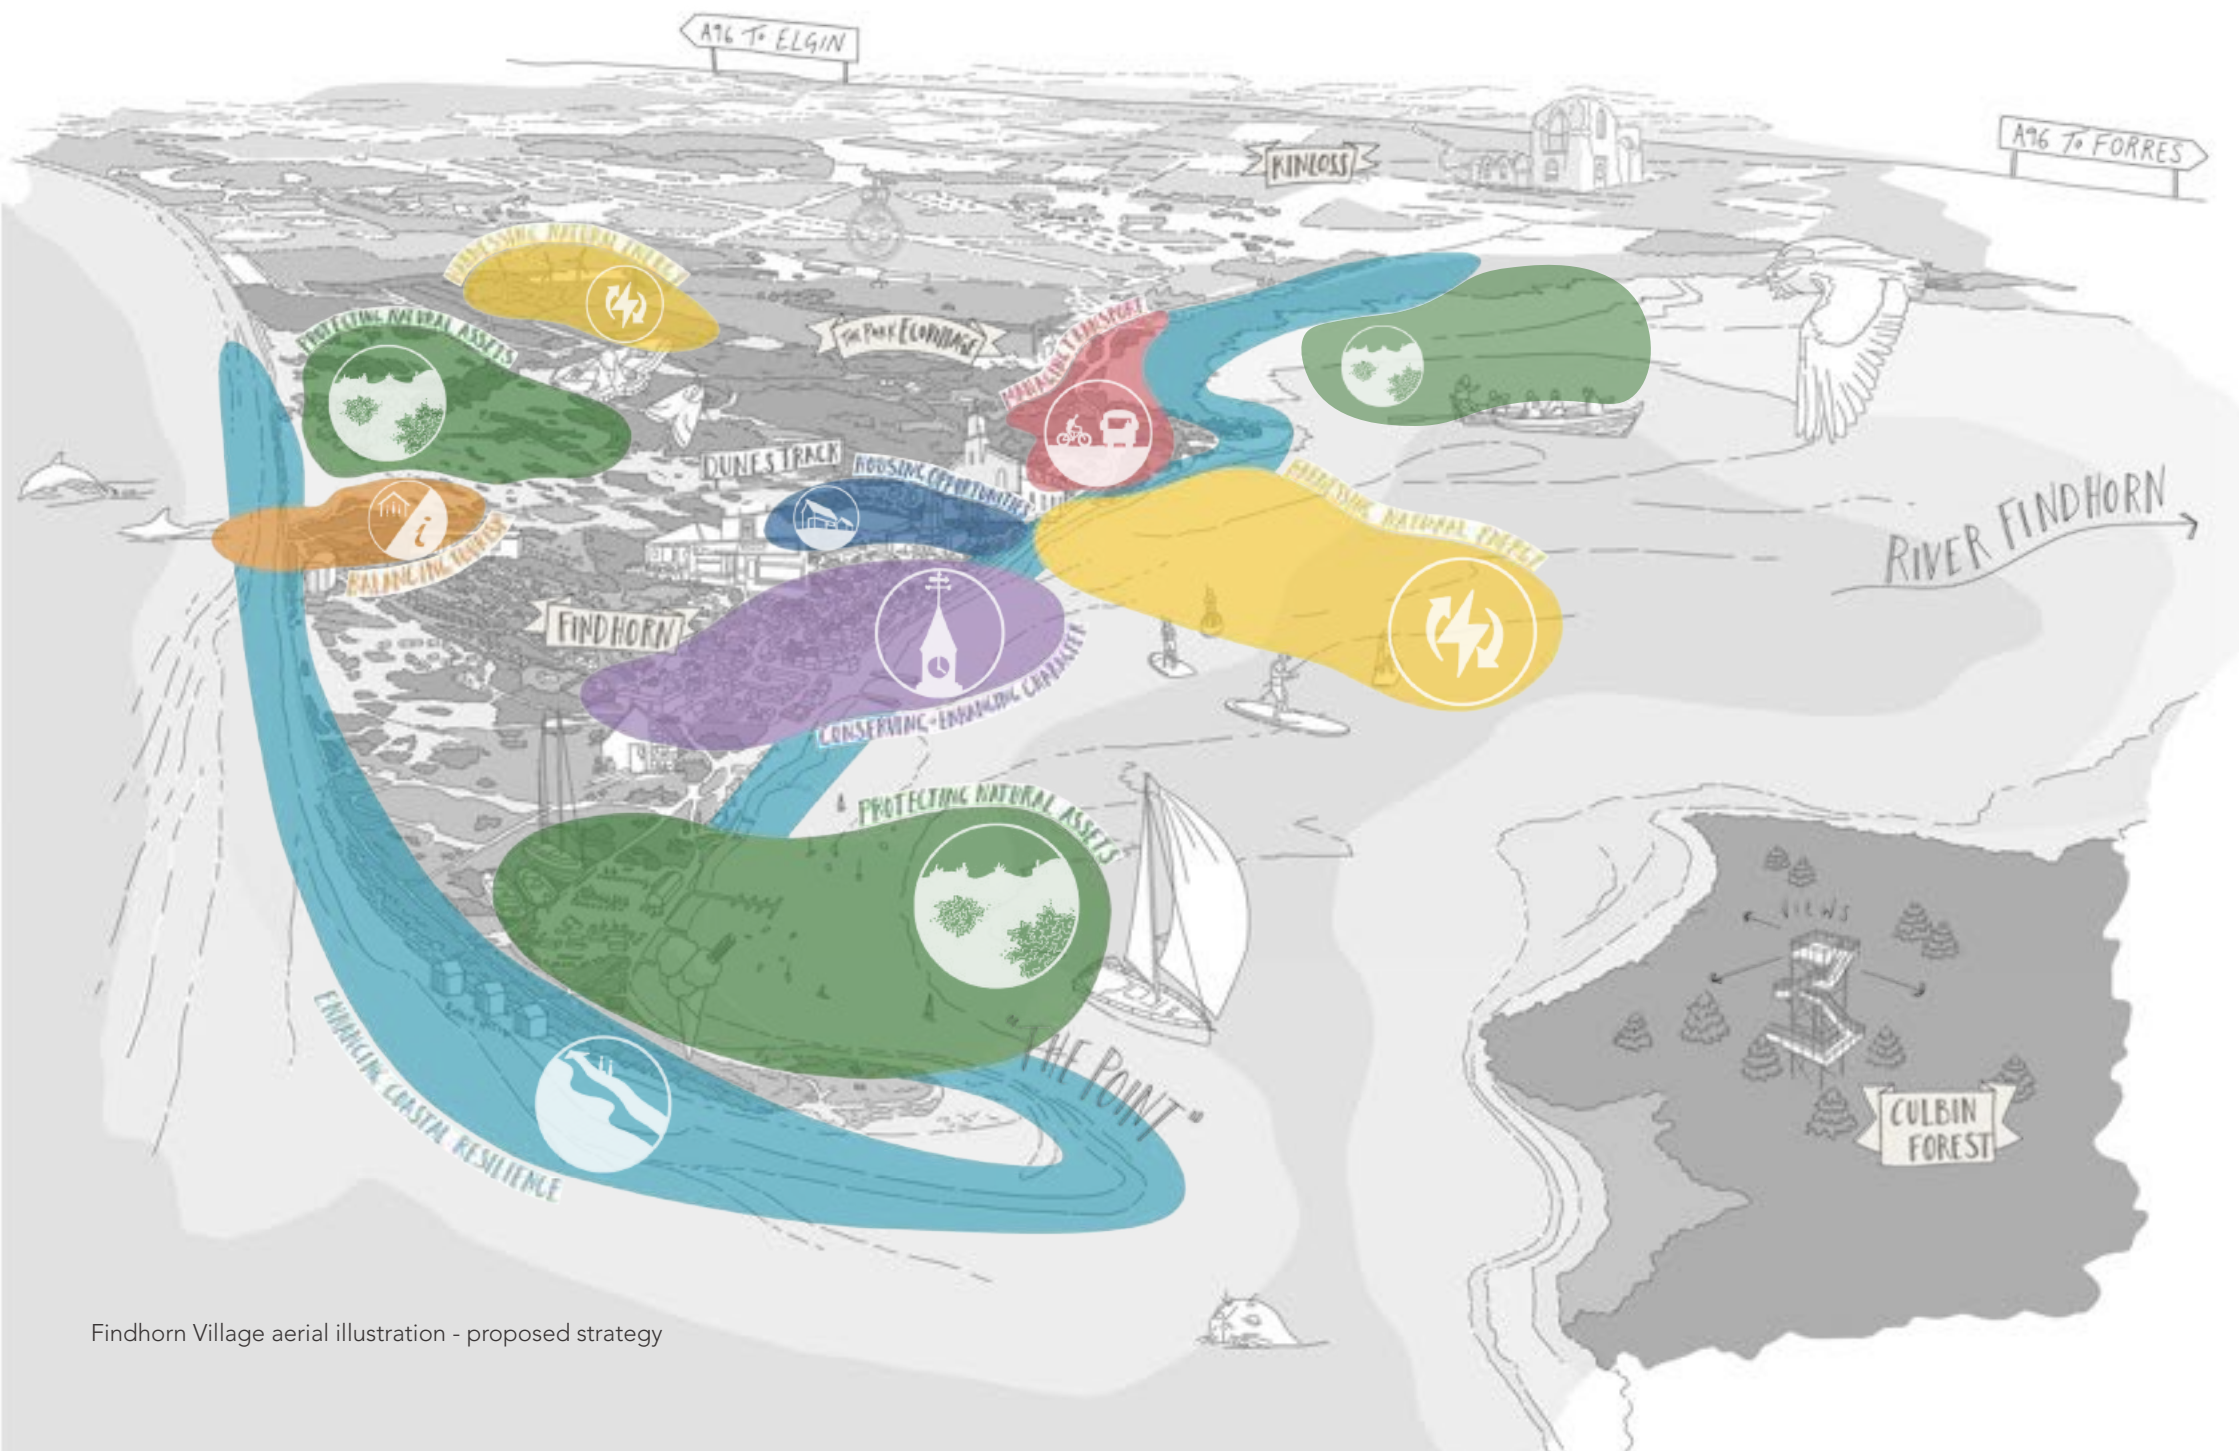 A96 To ELGIN
A96 To FORRES
KINLOSS
HARNESSING NATURAL ENERGY
PROTECTING NATURAL ASSETS
THE PARK ECOVILLAGE
MANAGING TRANSPORT
DUNES TRACK
HOUSING OPPORTUNITIES
HARNESSING NATURAL ENERGY
RIVER FINDHORN
BALANCING TOURISM
FINDHORN
CONSERVING + ENHANCING CHARACTER
PROTECTING NATURAL ASSETS
VIEWS
ENHANCING COASTAL RESILIENCE
"THE POINT"
CULBIN
FOREST
Findhorn Village aerial illustration - proposed strategy